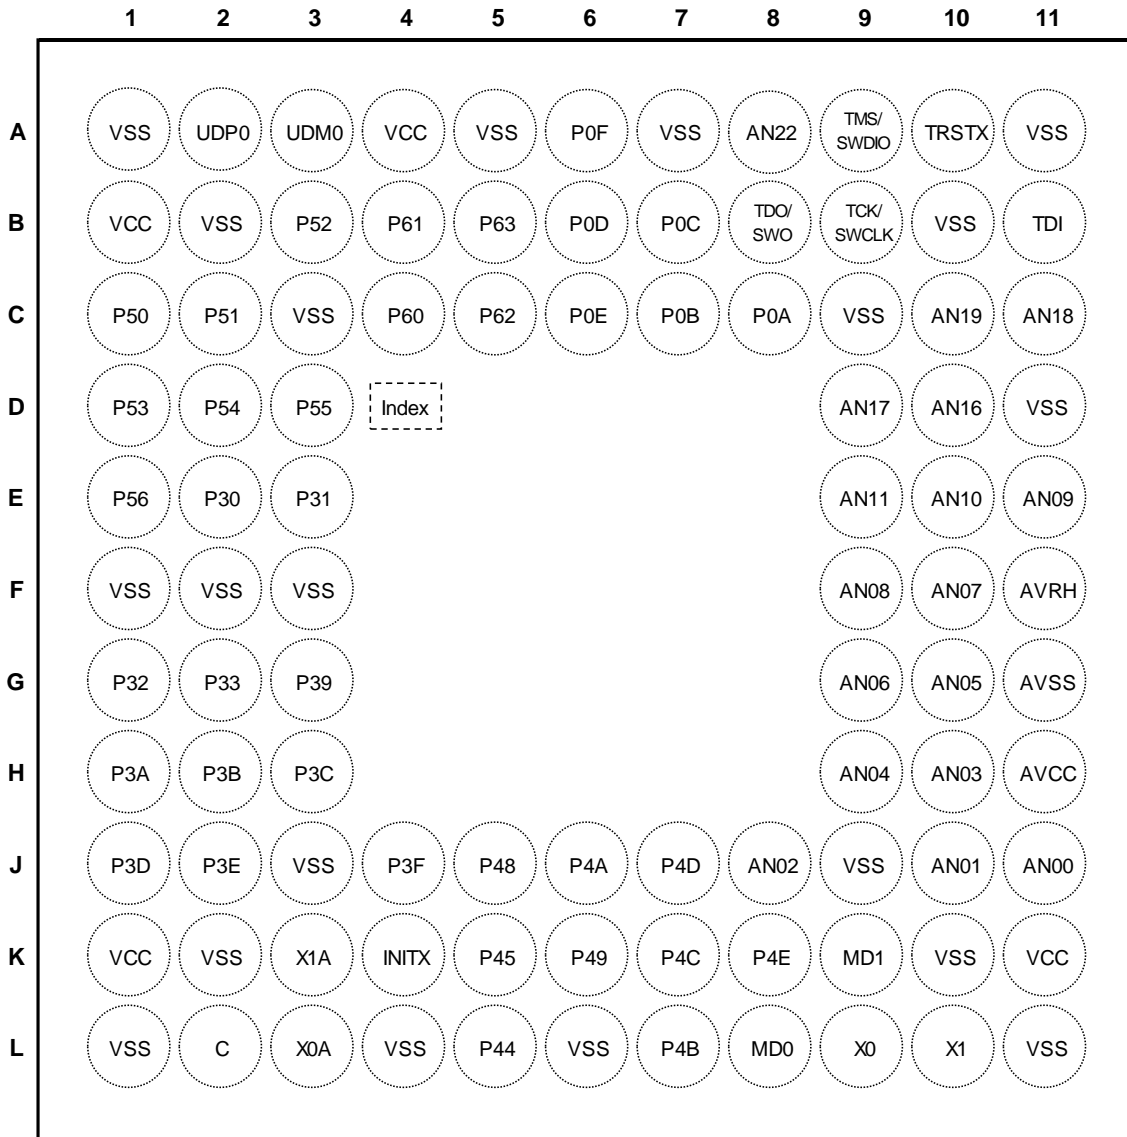 1 2 3 4 5 6 7 8 9 10 11
A VSS UDP0 UDM0 VCC VSS P0F VSS AN22 TMS/ SWDIO TRSTX VSS
B VCC VSS P52 P61 P63 P0D P0C TDO/ SWO TCK/ SWCLK VSS TDI
C P50 P51 VSS P60 P62 P0E P0B P0A VSS AN19 AN18
D P53 P54 P55 Index AN17 AN16 VSS
E P56 P30 P31 AN11 AN10 AN09
F VSS VSS VSS AN08 AN07 AVRH
G P32 P33 P39 AN06 AN05 AVSS
H P3A P3B P3C AN04 AN03 AVCC
J P3D P3E VSS P3F P48 P4A P4D AN02 VSS AN01 AN00
K VCC VSS X1A INITX P45 P49 P4C P4E MD1 VSS VCC
L VSS C X0A VSS P44 VSS P4B MD0 X0 X1 VSS